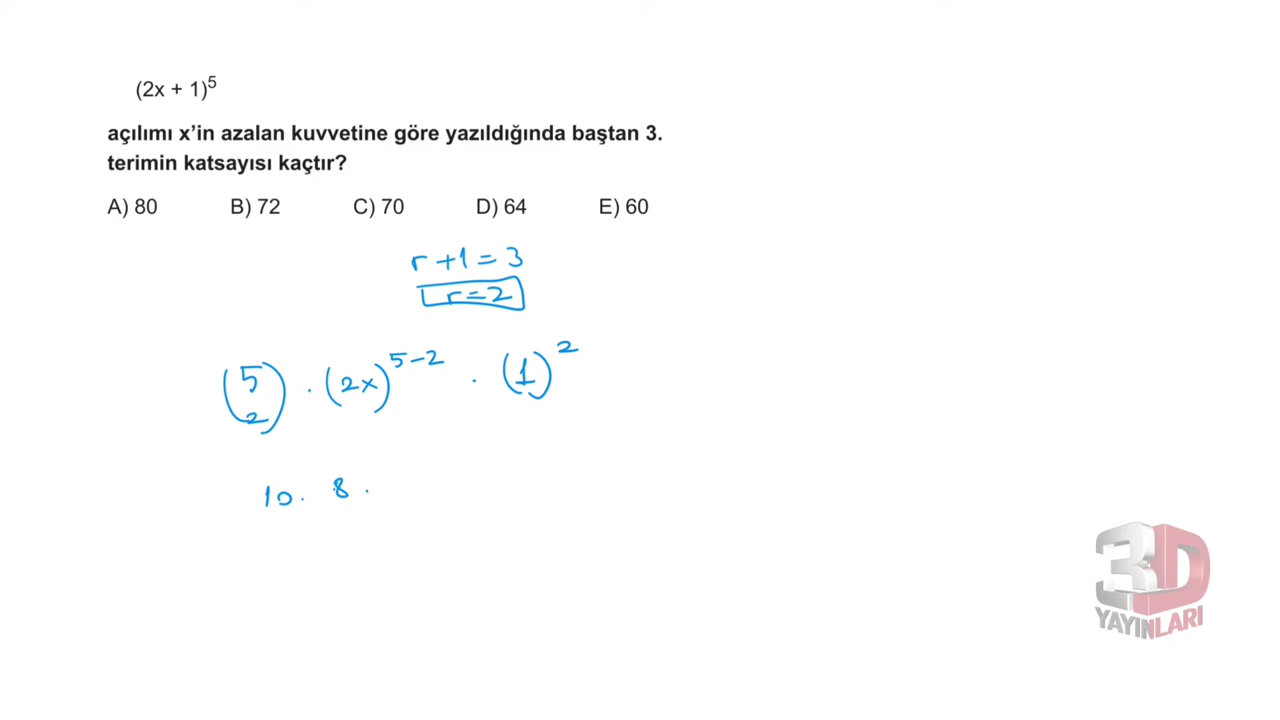 (2x + 1)⁵
açılımı x'in azalan kuvvetine göre yazıldığında baştan 3.
terimin katsayısı kaçtır?
A) 80 B) 72 C) 70 D) 64 E) 60
r+1=3
r=2
(5 2) · (2x)⁵⁻² · (1)²
10 · 8 ·
3D
YAYINLARI